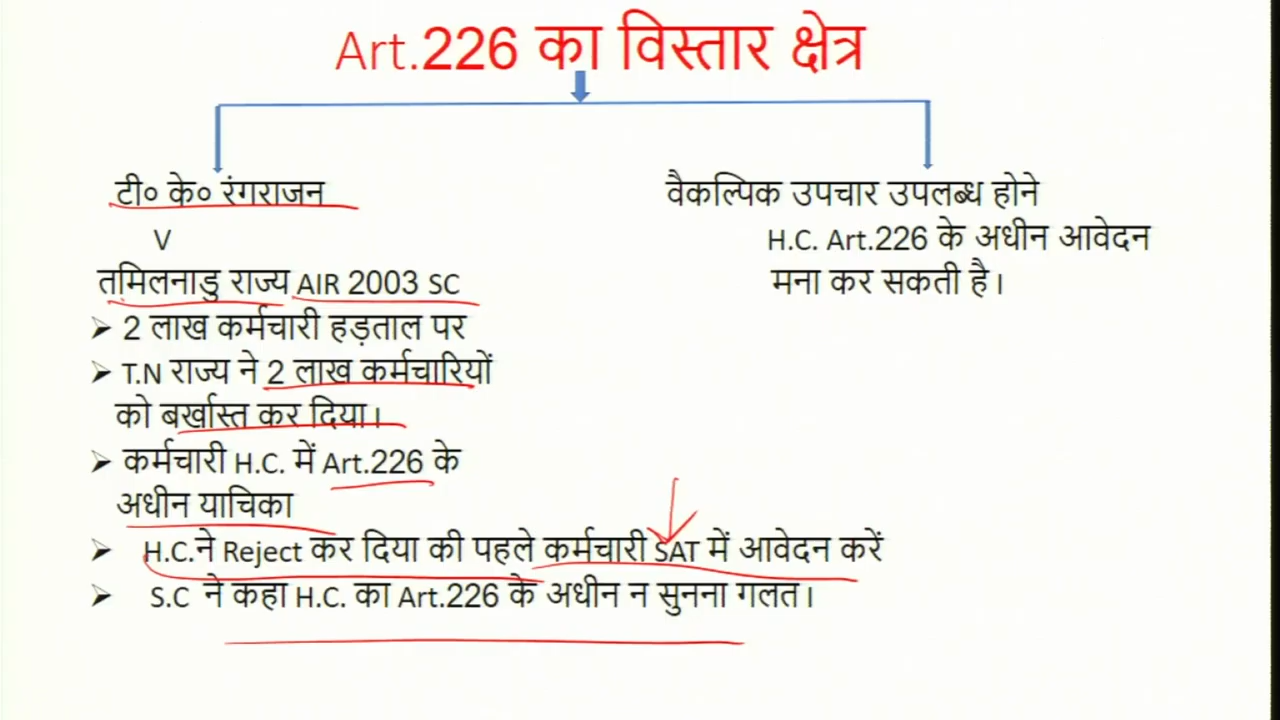 Art.226 का विस्तार क्षेत्र
टी० के० रंगराजन
V
तमिलनाडु राज्य AIR 2003 SC
➢ 2 लाख कर्मचारी हड़ताल पर
➢ T.N राज्य ने 2 लाख कर्मचारियों
को बर्खास्त कर दिया।
➢ कर्मचारी H.C. में Art.226 के
अधीन याचिका
➢ H.C.ने Reject कर दिया की पहले कर्मचारी SAT में आवेदन करें
➢ S.C ने कहा H.C. का Art.226 के अधीन न सुनना गलत।
वैकल्पिक उपचार उपलब्ध होने
H.C. Art.226 के अधीन आवेदन
मना कर सकती है।